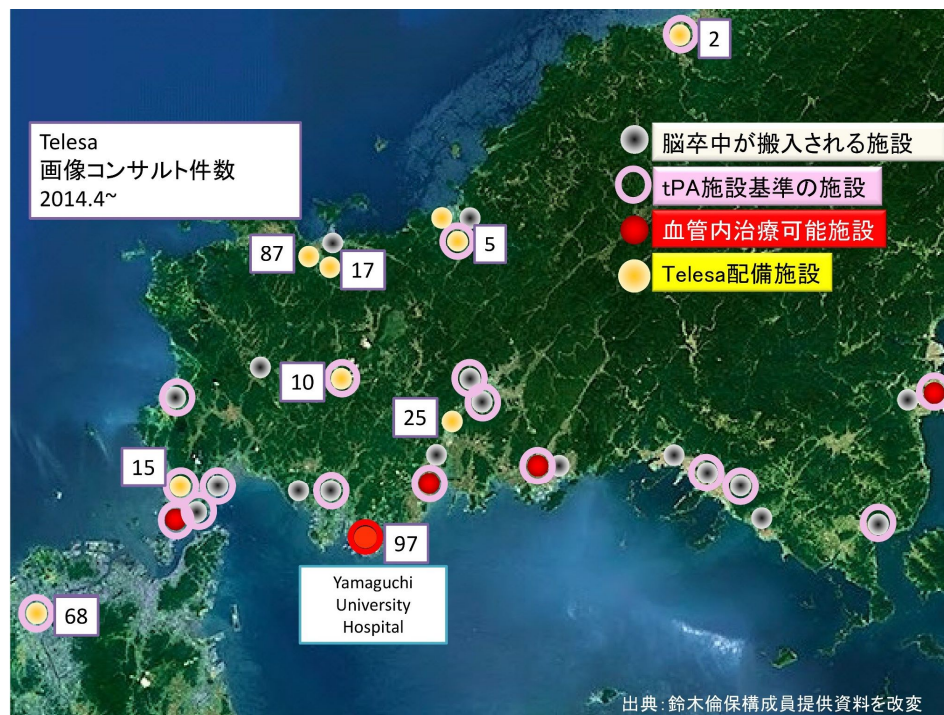 2
Telesa
画像コンサルト件数
2014.4~
脳卒中が搬入される施設
tPA施設基準の施設
血管内治療可能施設
Telesa配備施設
87
17
5
10
25
15
97
Yamaguchi
University
Hospital
68
出典：鈴木倫保構成員提供資料を改変